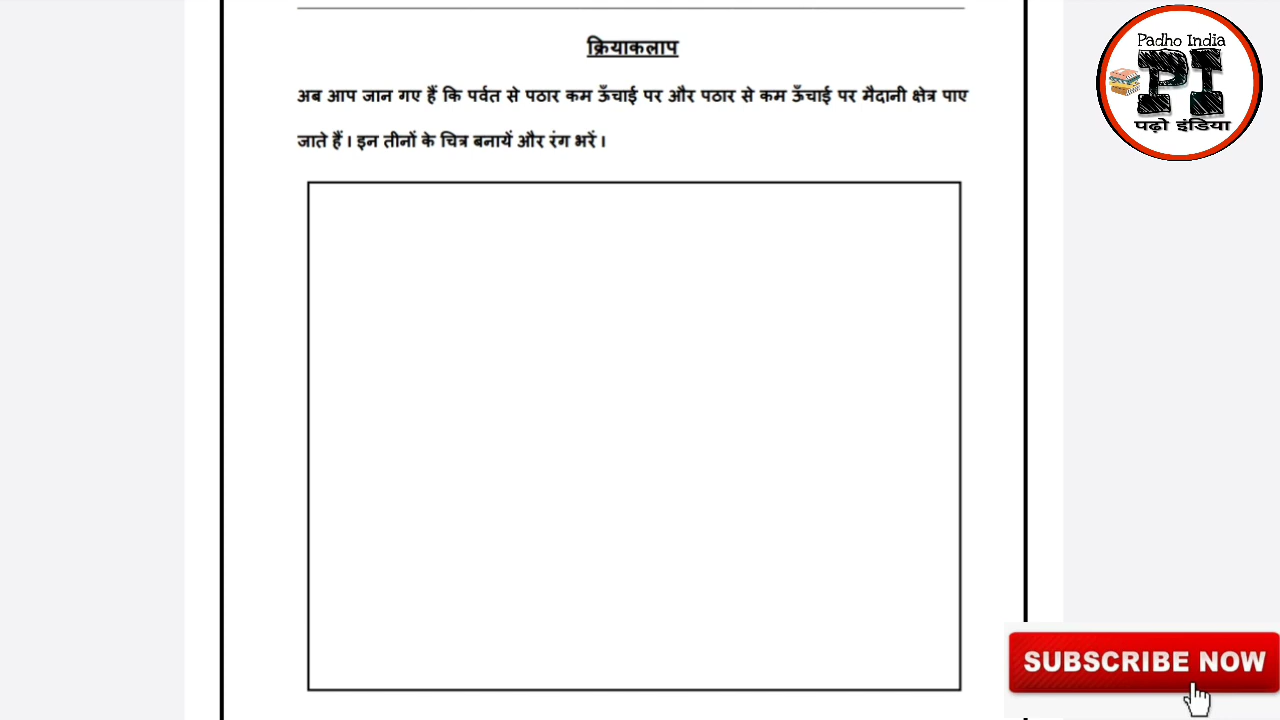 क्रियाकलाप
अब आप जान गए हैं कि पर्वत से पठार कम ऊँचाई पर और पठार से कम ऊँचाई पर मैदानी क्षेत्र पाए
जाते हैं । इन तीनों के चित्र बनायें और रंग भरें ।
Padho India
PI
पढ़ो इंडिया
SUBSCRIBE NOW